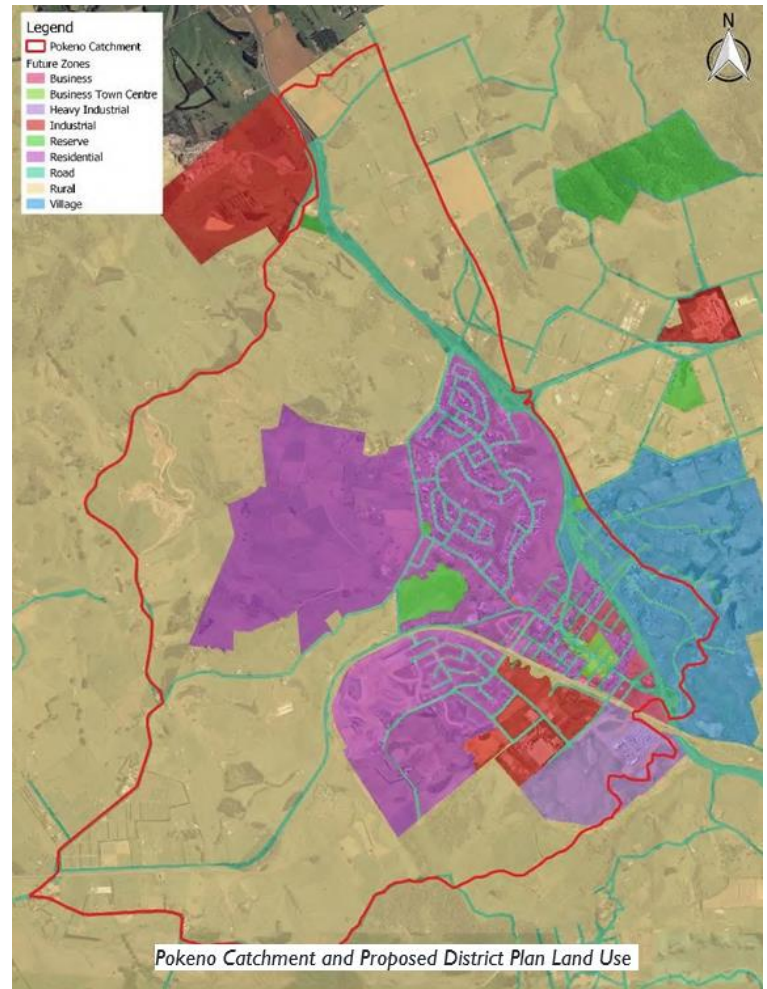 Legend
Pokeno Catchment
Future Zones
Business
Business Town Centre
Heavy Industrial
Industrial
Reserve
Residential
Road
Rural
Village
N
Pokeno Catchment and Proposed District Plan Land Use